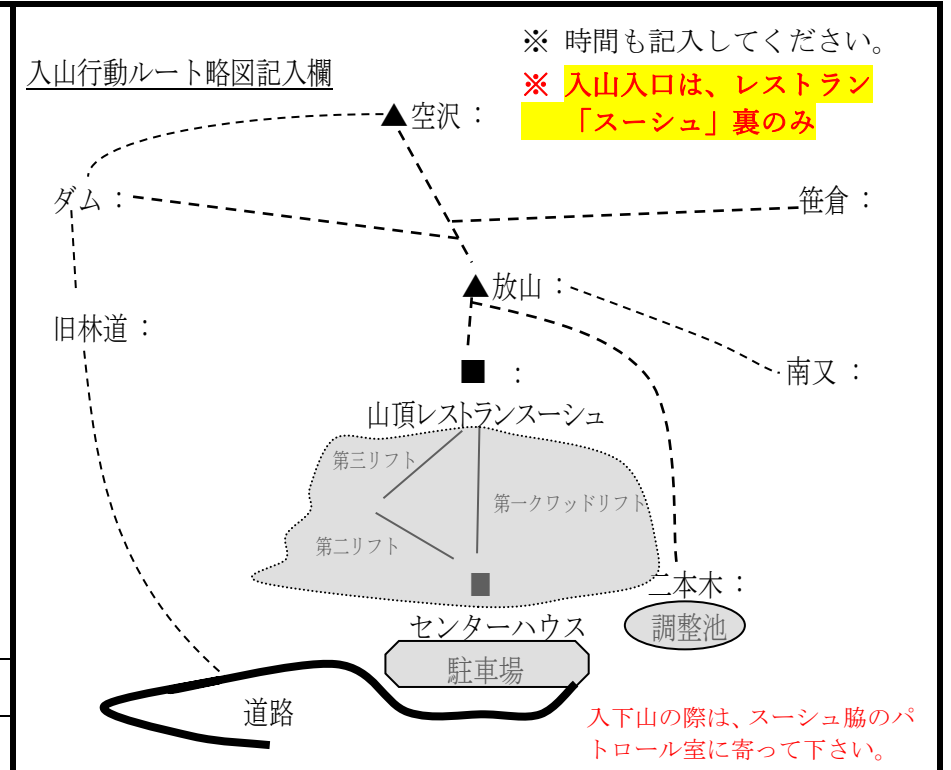 ※ 時間も記入してください。
入山行動ルート略図記入欄
※ 入山入口は、レストラン
「スーシュ」裏のみ
▲空沢：
ダム：
笹倉：
▲放山：
旧林道：
■ ：
南又：
山頂レストランスーシュ
第三リフト
第一クワッドリフト
第二リフト
二本木：
センターハウス
調整池
駐車場
道路
入下山の際は、スーシュ脇のパ
トロール室に寄って下さい。